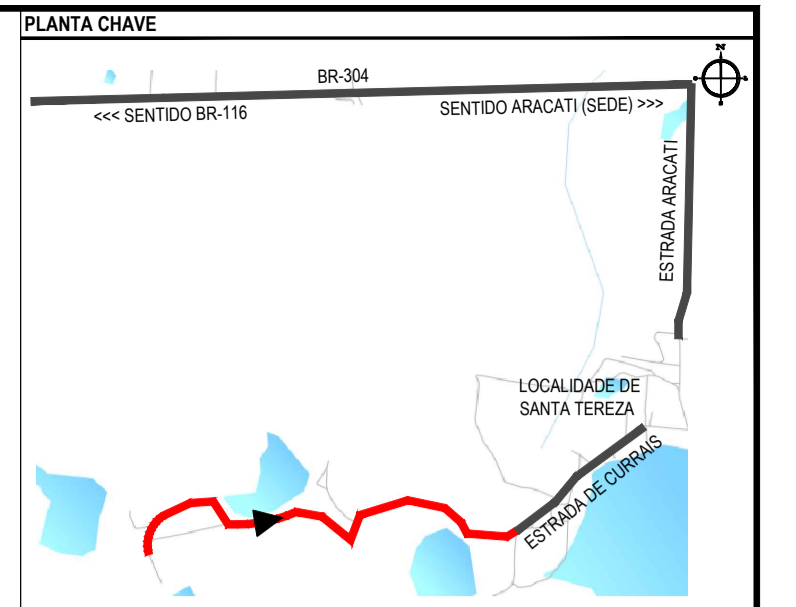 PLANTA CHAVE
N
BR-304
<<< SENTIDO BR-116
SENTIDO ARACATI (SEDE) >>>
ESTRADA ARACATI
LOCALIDADE DE
SANTA TEREZA
ESTRADA DE CURRAIS